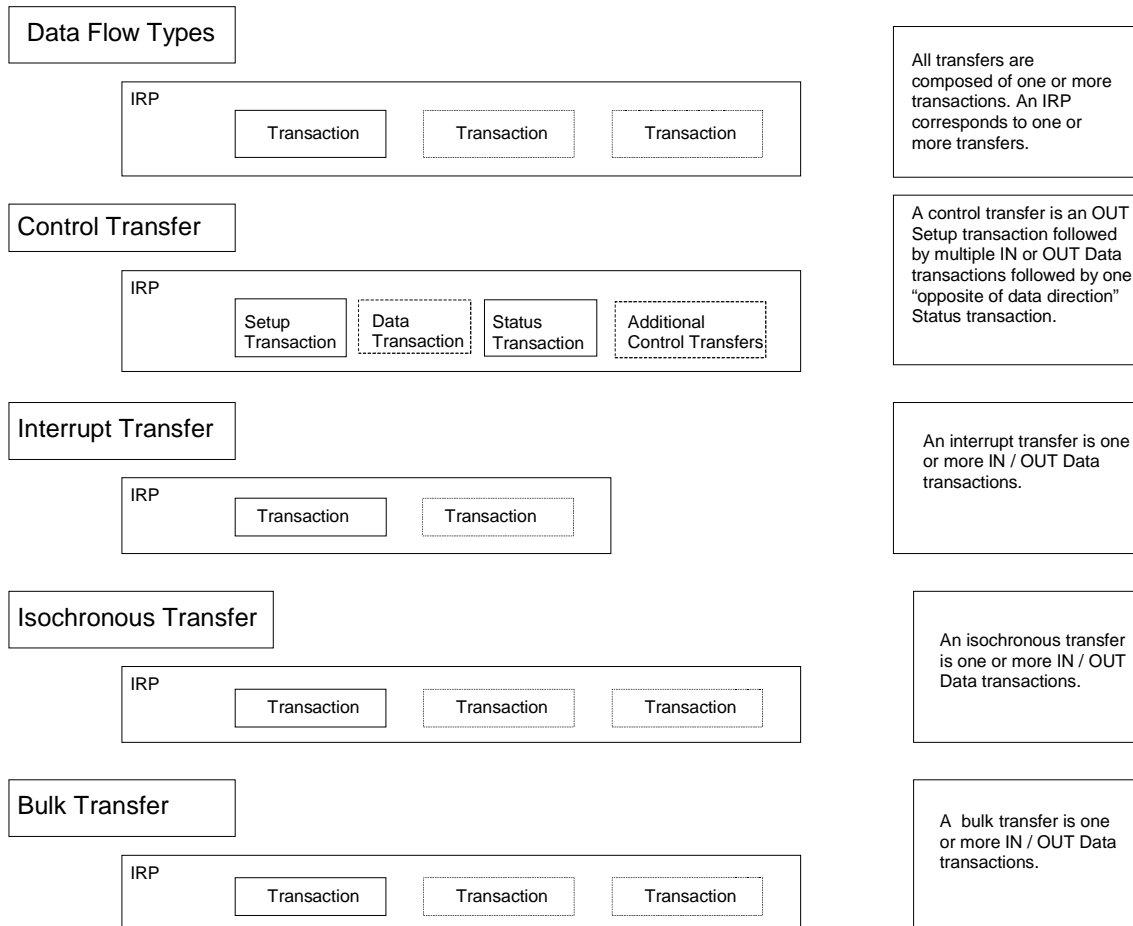 Data Flow Types
IRP
Transaction
Transaction
Transaction
All transfers are
composed of one or more
transactions. An IRP
corresponds to one or
more transfers.
Control Transfer
IRP
Setup
Transaction
Data
Transaction
Status
Transaction
Additional
Control Transfers
A control transfer is an OUT
Setup transaction followed
by multiple IN or OUT Data
transactions followed by one
“opposite of data direction”
Status transaction.
Interrupt Transfer
IRP
Transaction
Transaction
An interrupt transfer is one
or more IN / OUT Data
transactions.
Isochronous Transfer
IRP
Transaction
Transaction
Transaction
An isochronous transfer
is one or more IN / OUT
Data transactions.
Bulk Transfer
IRP
Transaction
Transaction
Transaction
A bulk transfer is one
or more IN / OUT Data
transactions.